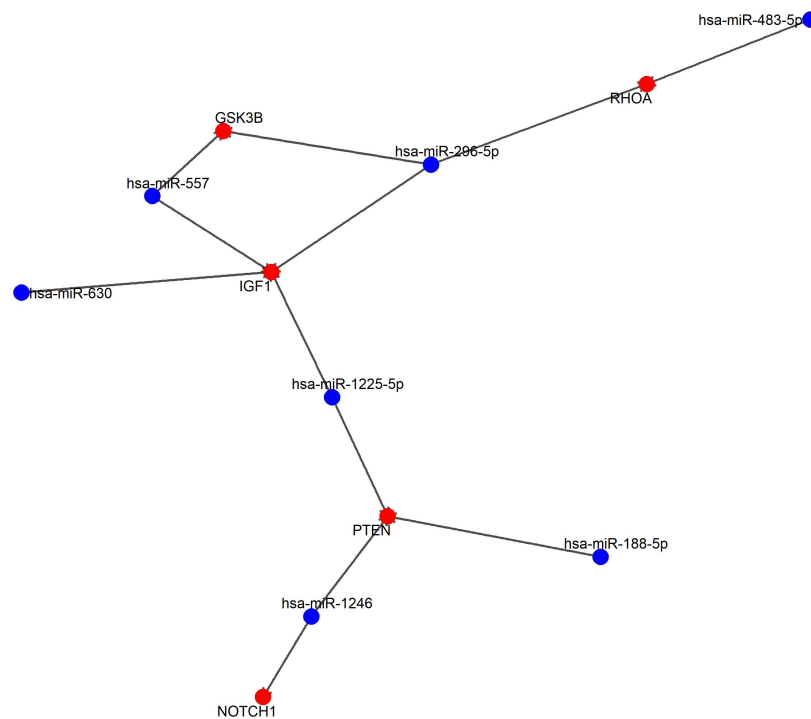 hsa-miR-483-5p
RHOA
GSK3B
hsa-miR-296-5p
hsa-miR-557
IGF1
hsa-miR-630
hsa-miR-1225-5p
PTEN
hsa-miR-188-5p
hsa-miR-1246
NOTCH1